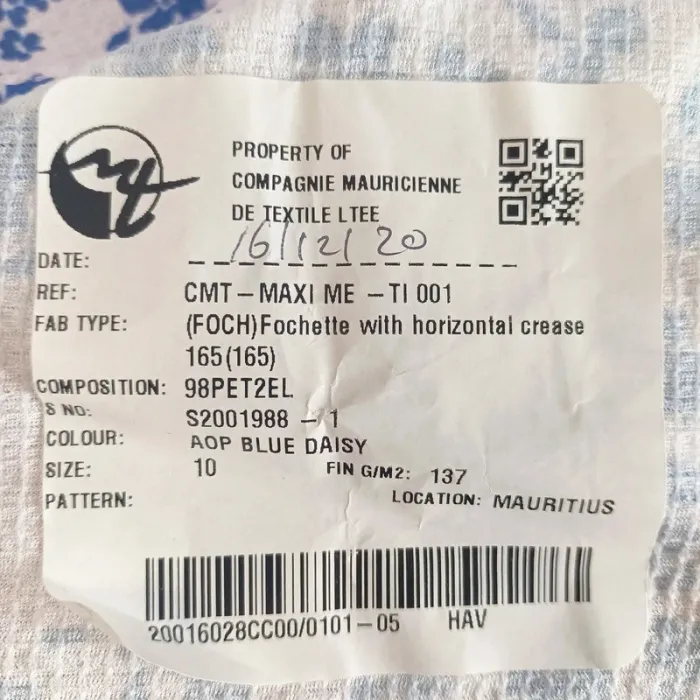 PROPERTY OF
COMPAGNIE MAURICIENNE
DE TEXTILE LTEE
DATE: 16/12/20
REF: CMT-MAXI ME -TI 001
FAB TYPE: (FOCH)Fochette with horizontal crease
165(165)
COMPOSITION: 98PET2EL
S NO: S2001988 - 1
COLOUR: AOP BLUE DAISY
SIZE: 10 FIN G/M2: 137
PATTERN: LOCATION: MAURITIUS
20016028CC00/0101-05 HAV